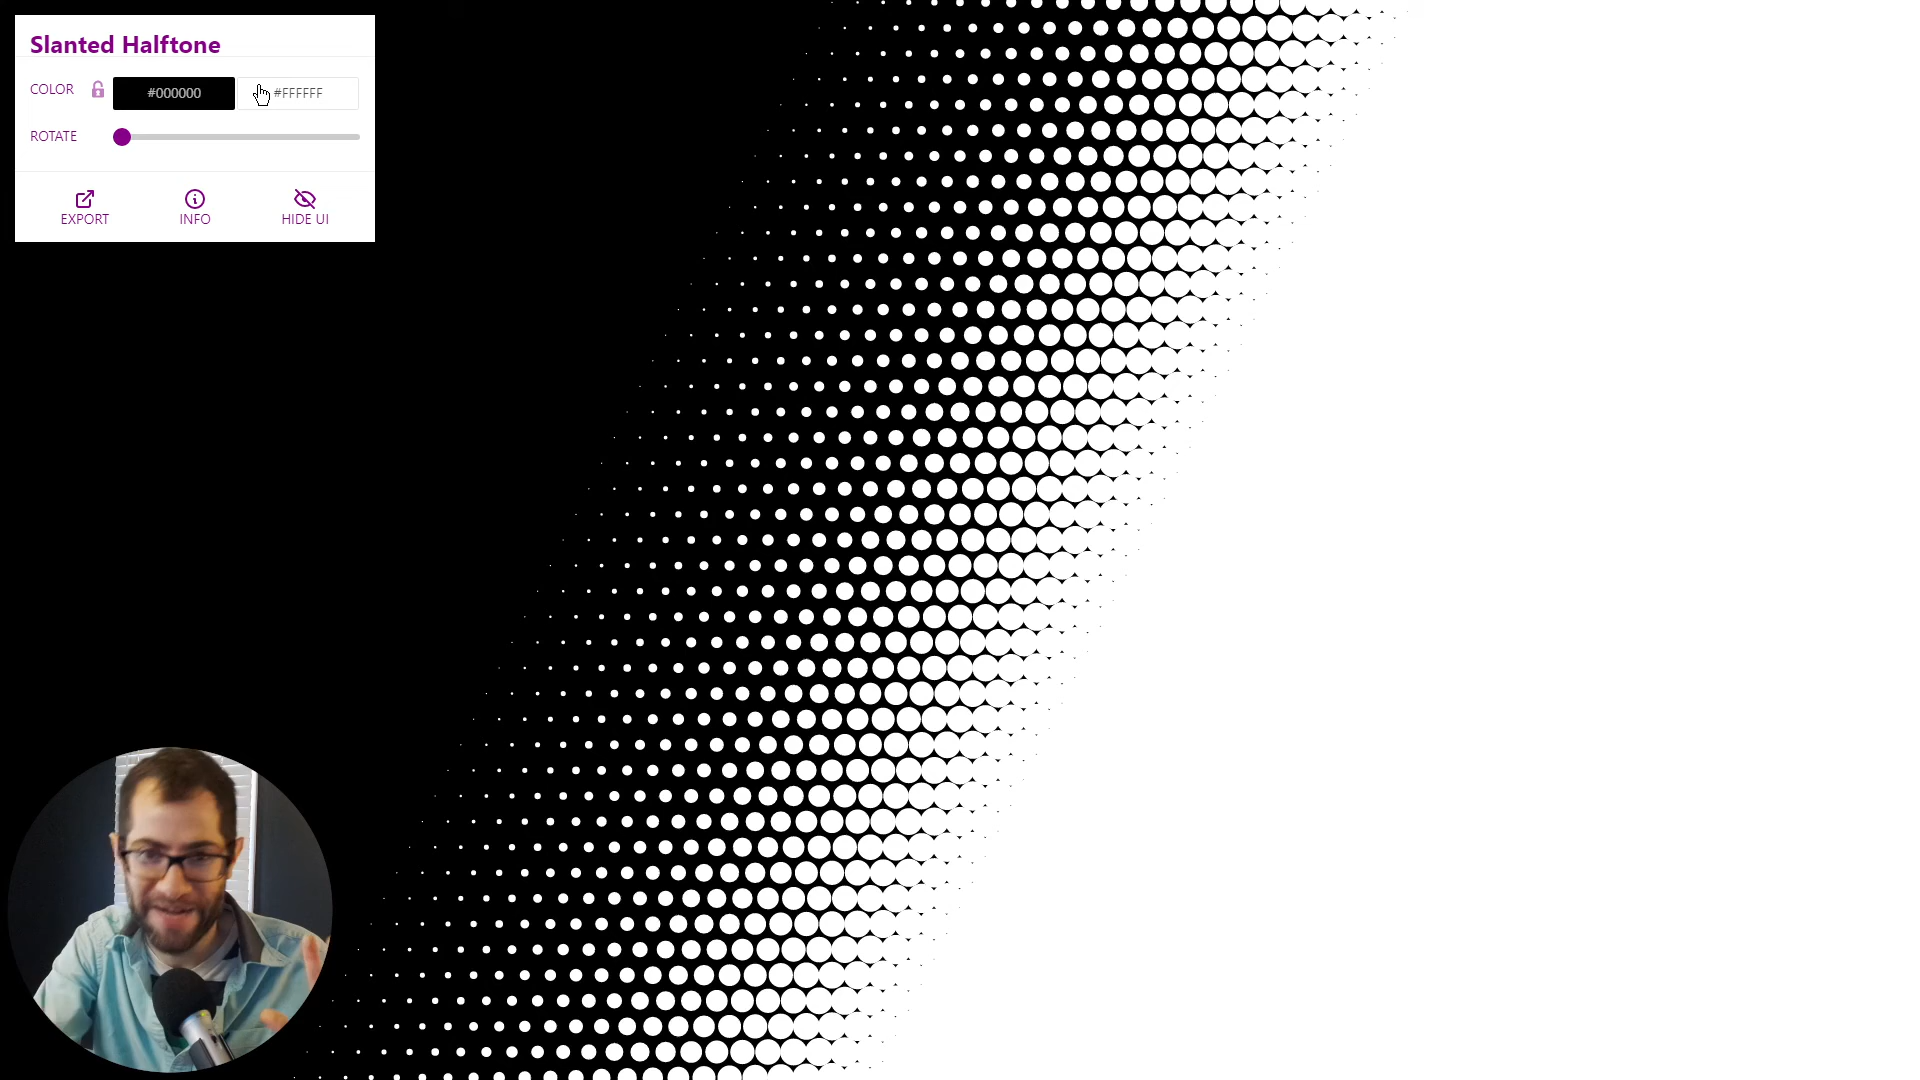 Slanted Halftone
COLOR #000000 #FFFFFF
ROTATE
EXPORT INFO HIDE UI